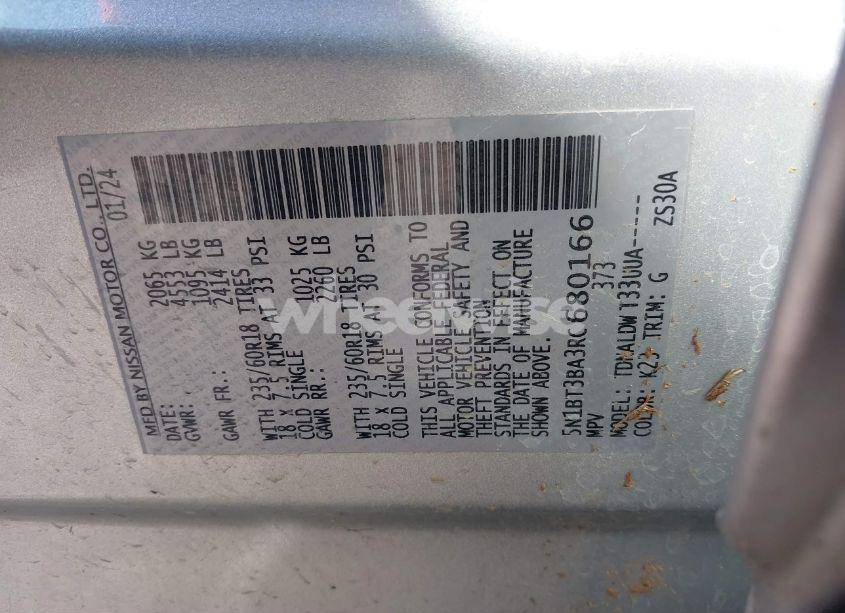 MFD BY NISSAN MOTOR CO., LTD.
DATE: 01/24
GVWR: 2065 KG
4553 LB
GAWR FR.: 1095 KG
2414 LB
WITH 235/60R18 TIRES
18 x 7.5 RIMS AT 33 PSI
COLD SINGLE
GAWR RR.: 1025 KG
2260 LB
WITH 235/60R18 TIRES
18 x 7.5 RIMS AT 30 PSI
COLD SINGLE
THIS VEHICLE CONFORMS TO
ALL APPLICABLE FEDERAL
MOTOR VEHICLE SAFETY AND
THEFT PREVENTION
STANDARDS IN EFFECT ON
THE DATE OF MANUFACTURE
SHOWN ABOVE.
5N1BT3BA3RC680166
MPV 373
MODEL: UUA-----
COLOR: K23 TRIM: G ZS30A
wheelwise